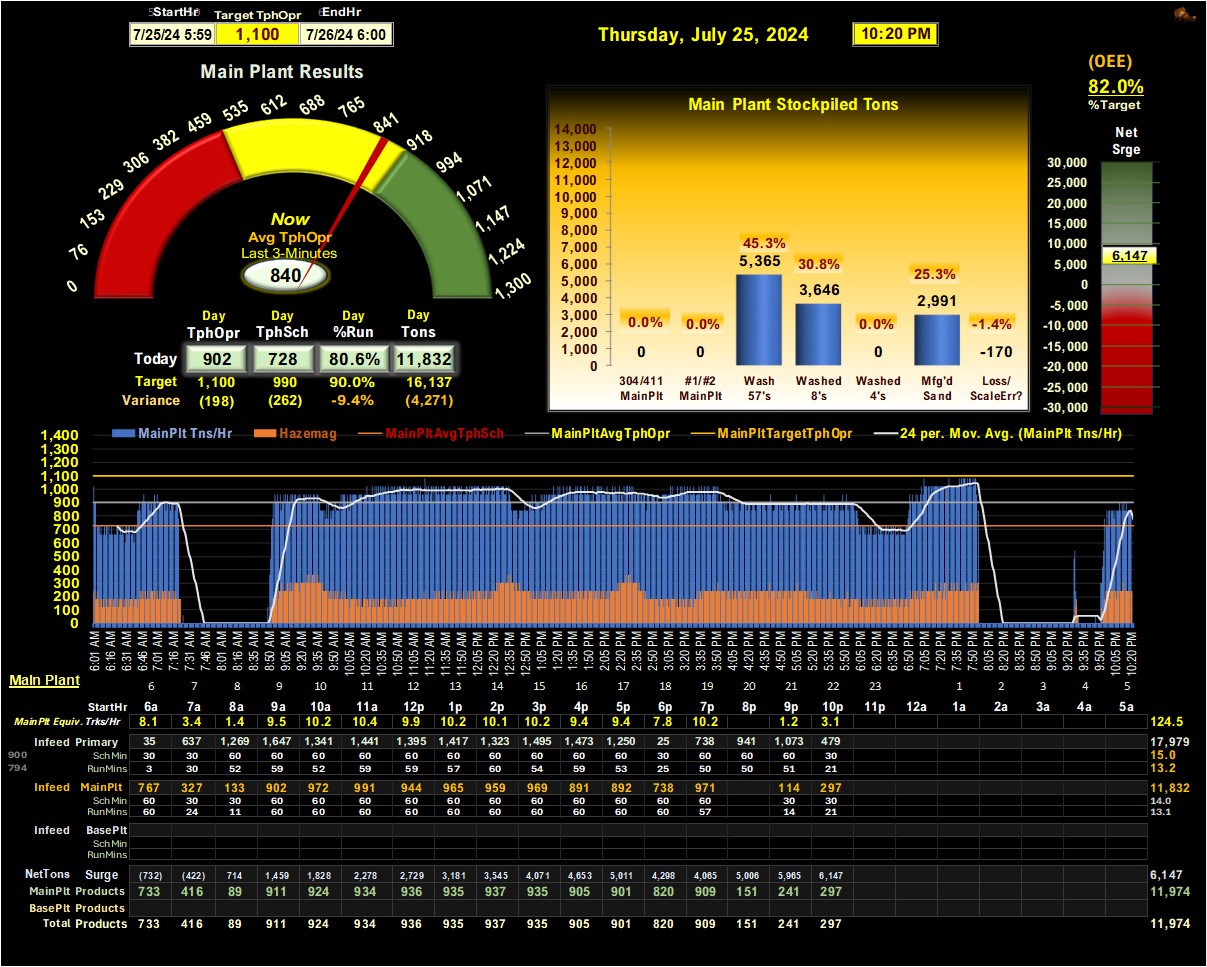 StartHr Target TphOpr EndHr
7/25/24 5:59 1,100 7/26/24 6:00
Thursday, July 25, 2024 10:20 PM
(OEE)
82.0%
%Target
Main Plant Results
0 76 153 229 306 382 459 535 612 688 765 841 918 994 1,071 1,147 1,224 1,300
Now
Avg TphOpr
Last 3-Minutes
840
Day Day Day Day
TphOpr TphSch %Run Tons
Today 902 728 80.6% 11,832
Target 1,100 990 90.0% 16,137
Variance (198) (262) -9.4% (4,271)
Main Plant Stockpiled Tons
14,000
13,000
12,000
11,000
10,000
9,000
8,000
7,000
6,000
5,000
4,000
3,000
2,000
1,000
0
0.0% 0.0% 45.3% 30.8% 0.0% 25.3% -1.4%
0 0 5,365 3,646 0 2,991 -170
304/411 #1/#2 Wash Washed Washed Mfg'd Loss/
MainPlt MainPlt 57's 8's 4's Sand ScaleErr?
Net
Srge
30,000
25,000
20,000
15,000
10,000
5,000
0
-5,000
-10,000
-15,000
-20,000
-25,000
-30,000
6,147
MainPlt Tns/Hr Hazemag MainPltAvgTphSch MainPltAvgTphOpr MainPltTargetTphOpr 24 per. Mov. Avg. (MainPlt Tns/Hr)
1,400
1,300
1,200
1,100
1,000
900
800
700
600
500
400
300
200
100
0
6:01 AM 6:16 AM 6:31 AM 6:46 AM 7:01 AM 7:16 AM 7:31 AM 7:46 AM 8:01 AM 8:16 AM 8:35 AM 8:50 AM 9:05 AM 9:20 AM 9:35 AM 9:50 AM 10:05 AM 10:20 AM 10:35 AM 10:50 AM 11:05 AM 11:20 AM 11:35 AM 11:50 AM 12:05 PM 12:20 PM 12:35 PM 12:50 PM 1:05 PM 1:20 PM 1:35 PM 1:50 PM 2:05 PM 2:20 PM 2:35 PM 2:50 PM 3:05 PM 3:20 PM 3:35 PM 3:50 PM 4:05 PM 4:20 PM 4:35 PM 4:50 PM 5:05 PM 5:20 PM 5:35 PM 5:50 PM 6:05 PM 6:20 PM 6:35 PM 6:50 PM 7:05 PM 7:20 PM 7:35 PM 7:50 PM 8:05 PM 8:20 PM 8:35 PM 8:50 PM 9:05 PM 9:20 PM 9:35 PM 9:50 PM 10:05 PM 10:20 PM
Main Plant 6 7 8 9 10 11 12 13 14 15 16 17 18 19 20 21 22 23 1 2 3 4 5
StartHr 6a 7a 8a 9a 10a 11a 12p 1p 2p 3p 4p 5p 6p 7p 8p 9p 10p 11p 12a 1a 2a 3a 4a 5a
MainPlt Equiv. Trks/Hr 8.1 3.4 1.4 9.5 10.2 10.4 9.9 10.2 10.1 10.2 9.4 9.4 7.8 10.2 1.2 3.1 124.5
Infeed Primary 35 637 1,269 1,647 1,341 1,441 1,395 1,417 1,323 1,495 1,473 1,250 25 738 941 1,073 479 17,979
900 Sch Min 30 30 60 60 60 60 60 60 60 60 60 60 30 60 60 60 30 15.0
794 RunMins 3 30 52 59 52 59 59 57 60 54 59 53 25 50 50 51 21 13.2
Infeed MainPlt 767 327 133 902 972 991 944 965 959 969 891 892 738 971 114 297 11,832
Sch Min 60 30 30 60 60 60 60 60 60 60 60 60 60 60 30 30 14.0
RunMins 60 24 11 60 60 60 60 60 60 60 60 60 60 57 14 21 13.1
Infeed BasePlt
Sch Min
RunMins
NetTons Surge (732) (422) 714 1,459 1,828 2,278 2,729 3,181 3,545 4,071 4,653 5,011 4,298 4,065 5,006 5,965 6,147 6,147
MainPlt Products 733 416 89 911 924 934 936 935 937 935 905 901 820 909 151 241 297 11,974
BasePlt Products
Total Products 733 416 89 911 924 934 936 935 937 935 905 901 820 909 151 241 297 11,974